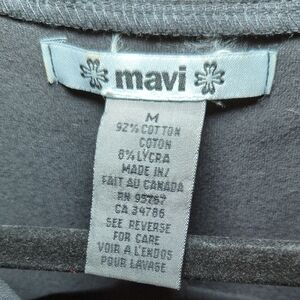 mavi
M
92% COTTON
COTON
8% LYCRA
MADE IN/
FAIT AU CANADA
RN 95767
CA 34786
SEE REVERSE
FOR CARE
VOIR A L'ENDOS
POUR LAVAGE